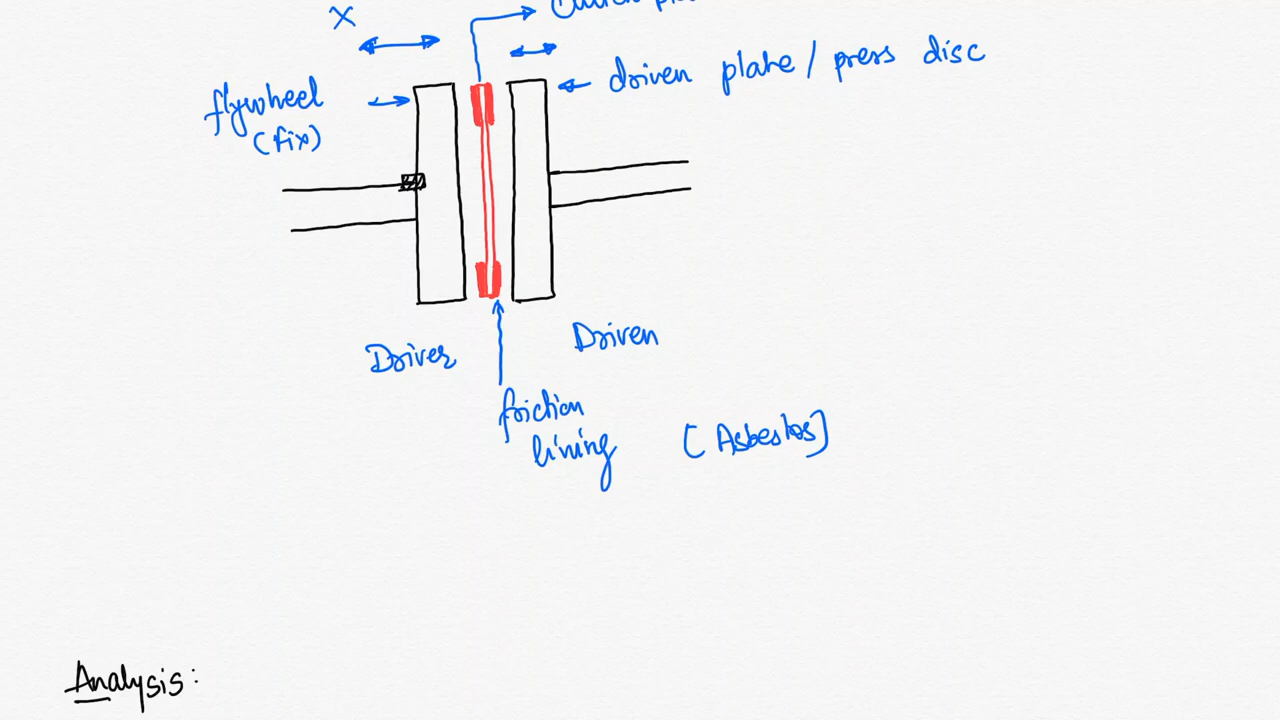 X
flywheel
(fix)
driven plate / press disc
Driver
Driven
friction
lining
(Asbestos)
Analysis: